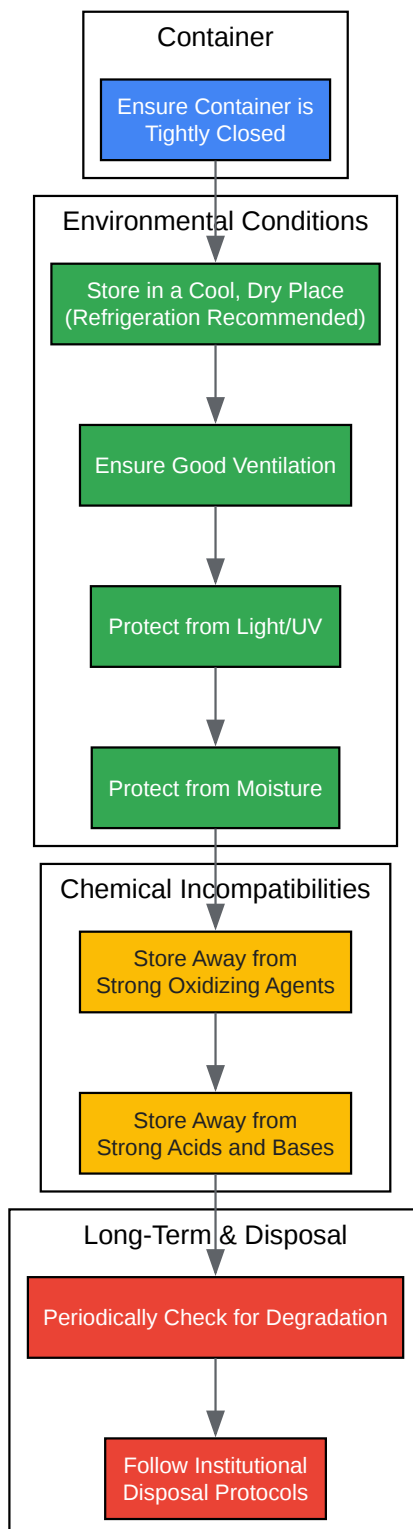 Container
Ensure Container is
Tightly Closed
Environmental Conditions
Store in a Cool, Dry Place
(Refrigeration Recommended)
Ensure Good Ventilation
Protect from Light/UV
Protect from Moisture
Chemical Incompatibilities
Store Away from
Strong Oxidizing Agents
Store Away from
Strong Acids and Bases
Long-Term & Disposal
Periodically Check for Degradation
Follow Institutional
Disposal Protocols